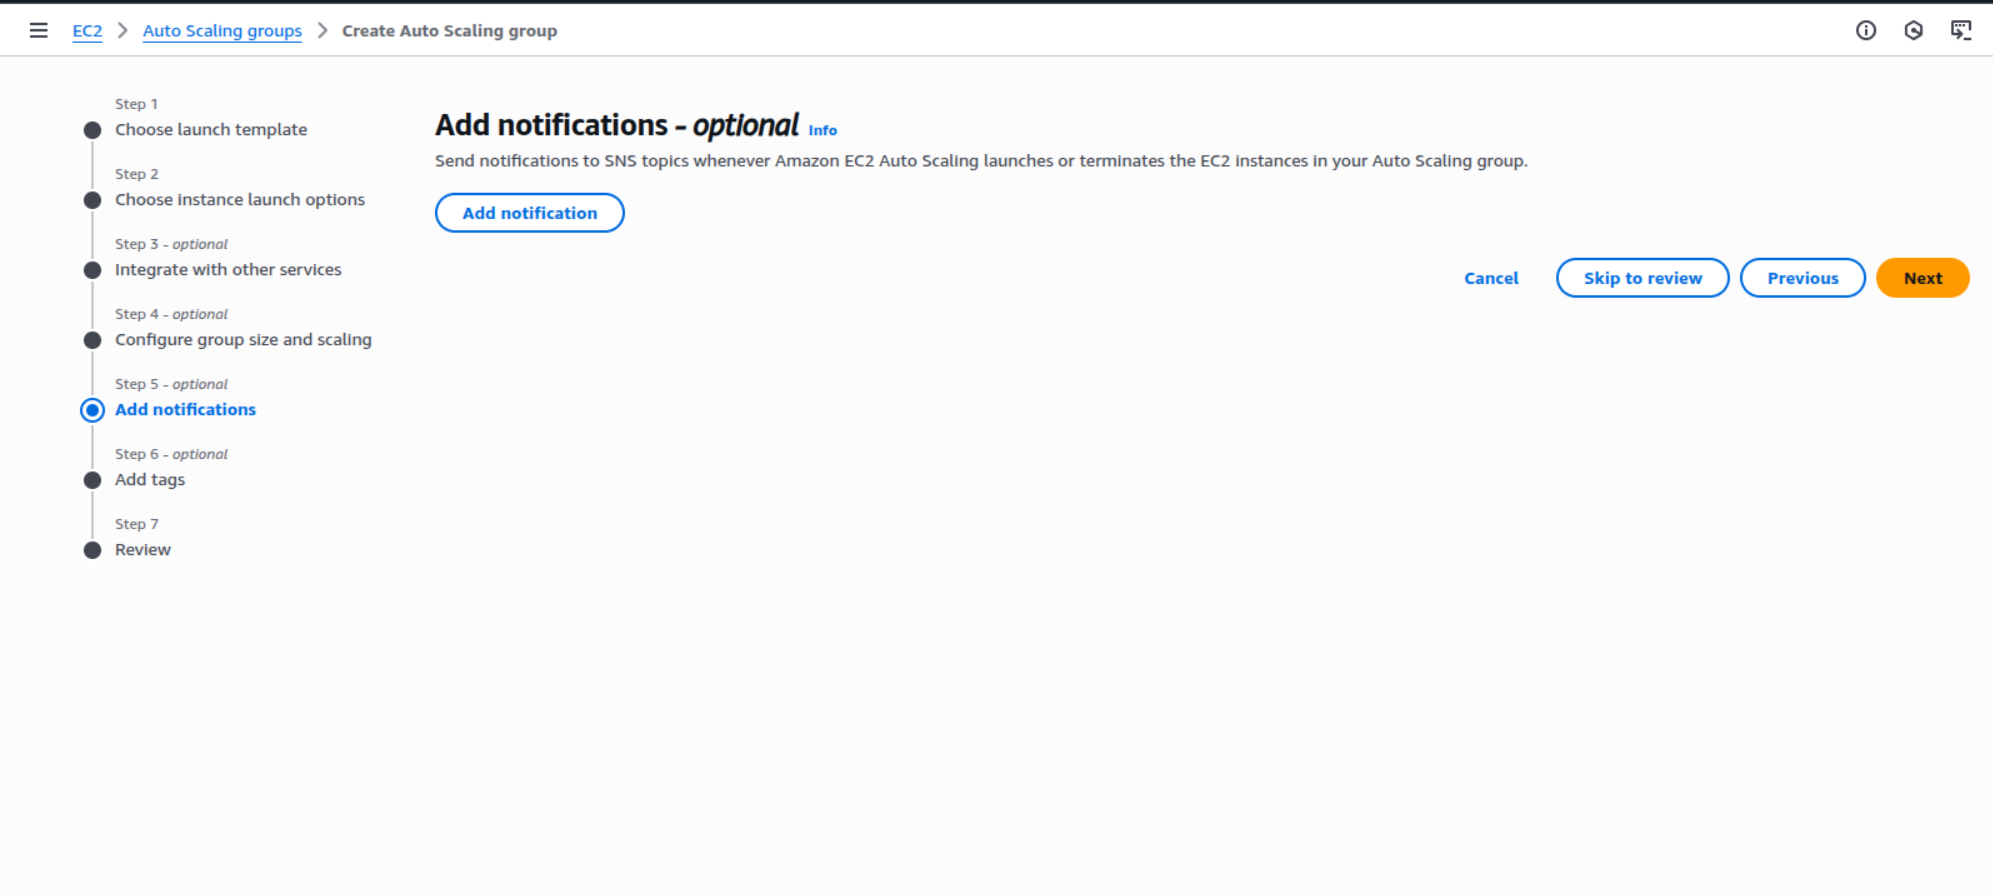 EC2 > Auto Scaling groups > Create Auto Scaling group
Step 1
Choose launch template
Step 2
Choose instance launch options
Step 3 - optional
Integrate with other services
Step 4 - optional
Configure group size and scaling
Step 5 - optional
Add notifications
Step 6 - optional
Add tags
Step 7
Review
Add notifications - optional Info
Send notifications to SNS topics whenever Amazon EC2 Auto Scaling launches or terminates the EC2 instances in your Auto Scaling group.
Add notification
Cancel Skip to review Previous Next